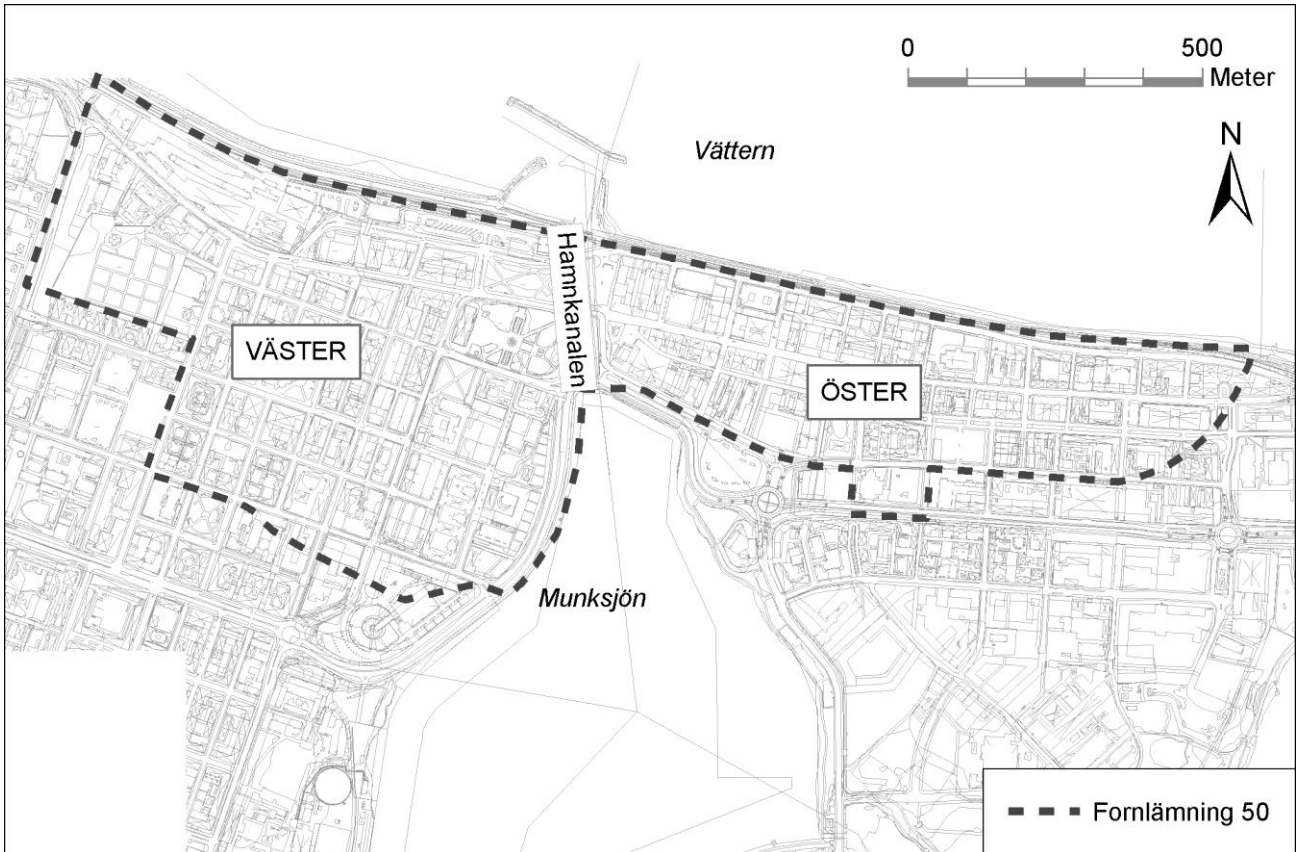 0 500
Meter
N
Vättern
Hamnkanalen
VÄSTER
ÖSTER
Munksjön
Fornlämning 50